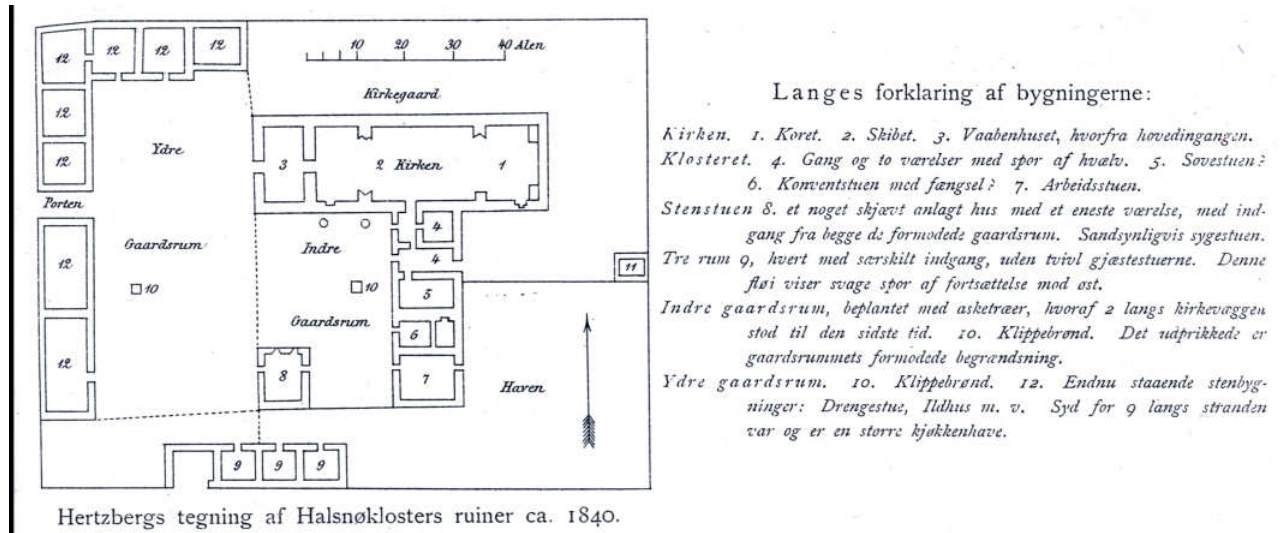 12 12 12 12
10 20 30 40 Alen
Kirkegaard
12
Ydre
3 2 Kirken 1
12
Porten
4
Gaardsrum
Indre
4
12
11
10
10
5
Gaardsrum
6
12
8
7
Haven
9 9 9
Hertzbergs tegning af Halsnøklosters ruiner ca. 1840.
Langes forklaring af bygningerne:
Kirken. 1. Koret. 2. Skibet. 3. Vaabenhuset, hvorfra hovedingangen.
Klosteret. 4. Gang og to værelser med spor af hvælv. 5. Sovestuen?
6. Konventstuen med fængsel? 7. Arbeidsstuen.
Stenstuen 8. et noget skjævt anlagt hus med et eneste værelse, med ind-
gang fra begge de formodede gaardsrum. Sandsynligvis sygestuen.
Tre rum 9, hvert med særskilt indgang, uden tvivl gjæstestuerne. Denne
fløi viser svage spor af fortsættelse mod øst.
Indre gaardsrum, beplantet med asketræer, hvoraf 2 langs kirkevæggen
stod til den sidste tid. 10. Klippebrønd. Det udprikkede er
gaardsrummets formodede begrændsning.
Ydre gaardsrum. 10. Klippebrønd. 12. Endnu staaende stenbyg-
ninger: Drengestue, Ildhus m. v. Syd for 9 langs stranden
var og er en større kjøkkenhave.